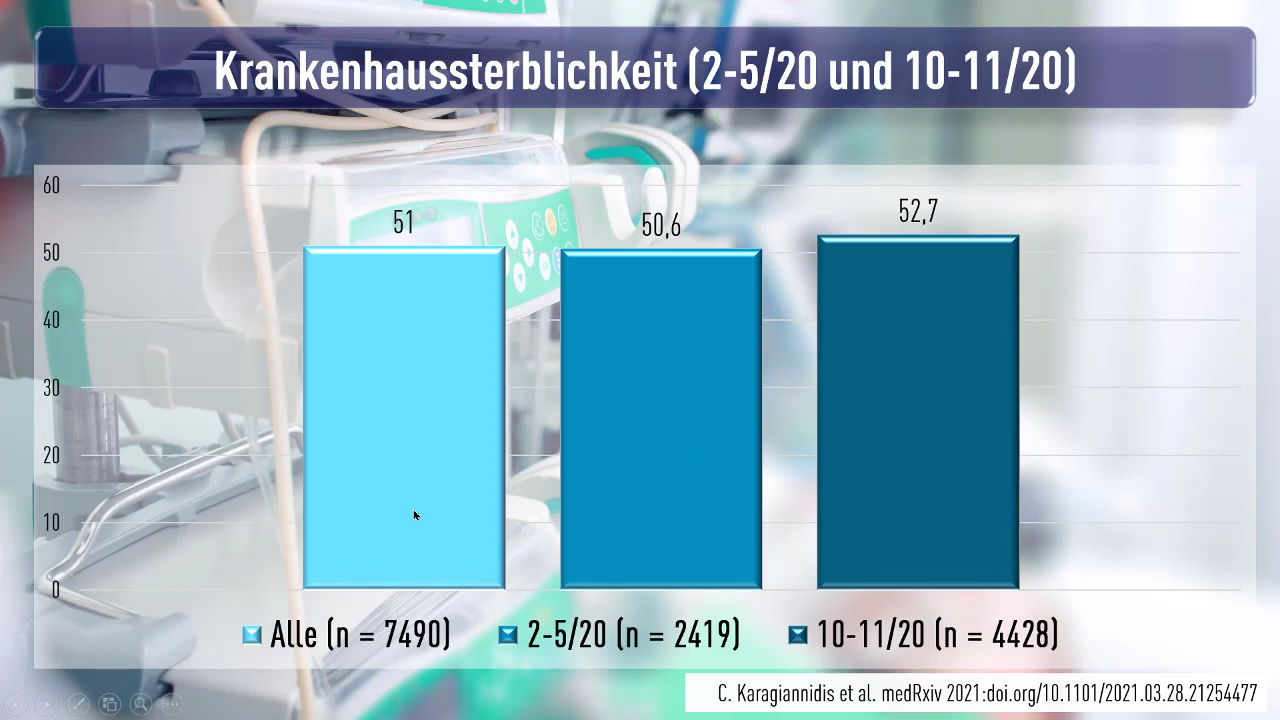 Krankenhaussterblichkeit (2-5/20 und 10-11/20)
60
51
50,6
52,7
50
40
30
20
10
0
Alle (n = 7490)
2-5/20 (n = 2419)
10-11/20 (n = 4428)
C. Karagiannidis et al. medRxiv 2021:doi.org/10.1101/2021.03.28.21254477